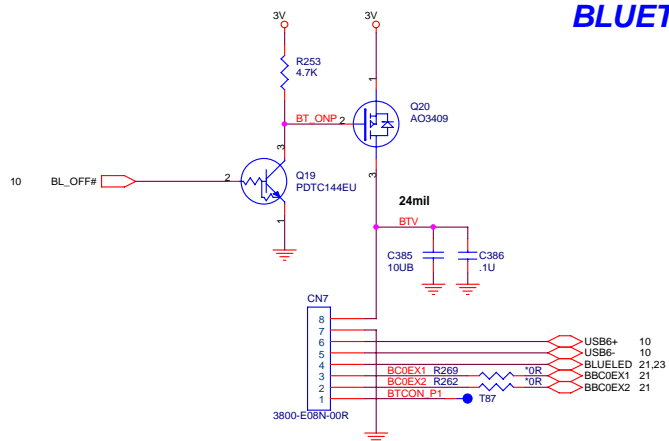 BLUET
3V
3V
R253
4.7K
1
Q20
AO3409
BT_ONP
2
3
3
10
BL_OFF#
2
Q19
PDTC144EU
1
24mil
BTV
C385
10UB
C386
.1U
CN7
8
7
6
USB6+
10
5
USB6-
10
4
BLUELED
21,23
3
BC0EX1
R269
*0R
BBC0EX1
21
2
BC0EX2
R262
*0R
BBC0EX2
21
1
BTCON_P1
T87
3800-E08N-00R